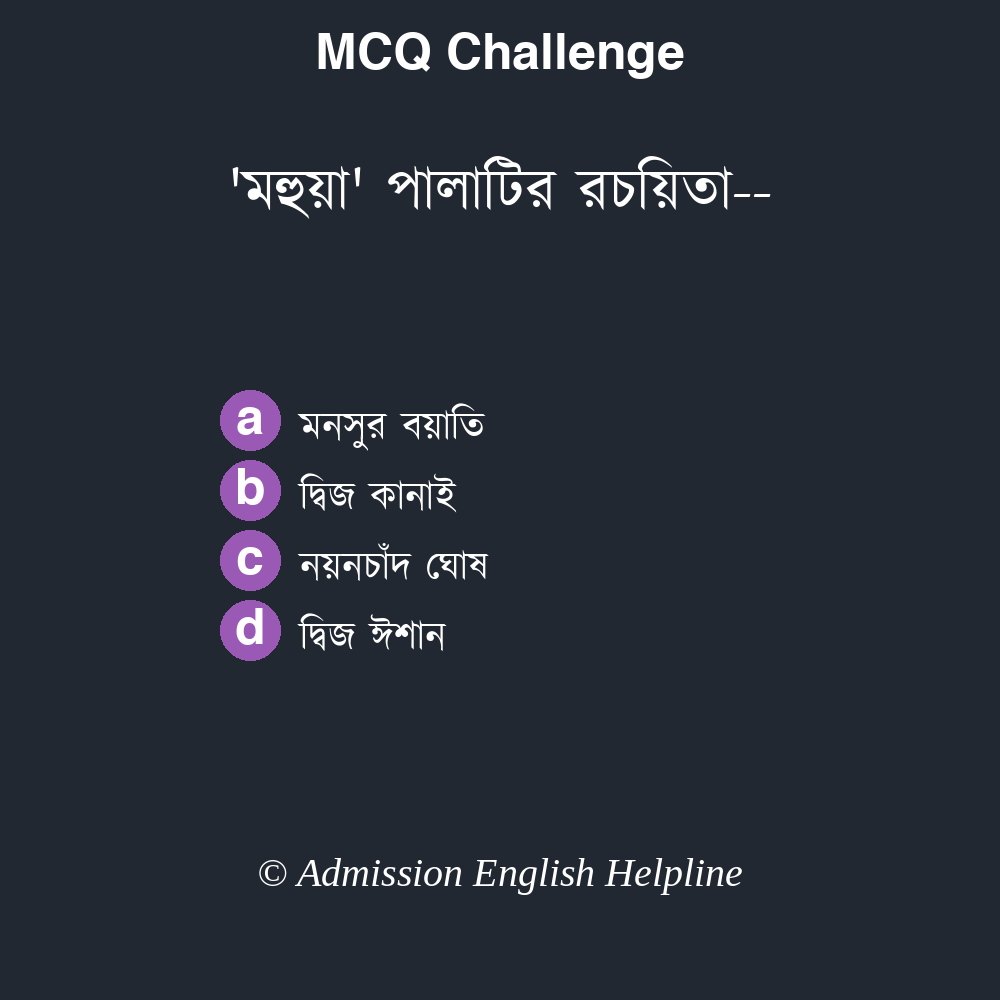 MCQ Challenge
'মহুয়া' পালাটির রচয়িতা--
a মনসুর বয়াতি
b দ্বিজ কানাই
c নয়নচাঁদ ঘোষ
d দ্বিজ ঈশান
© Admission English Helpline